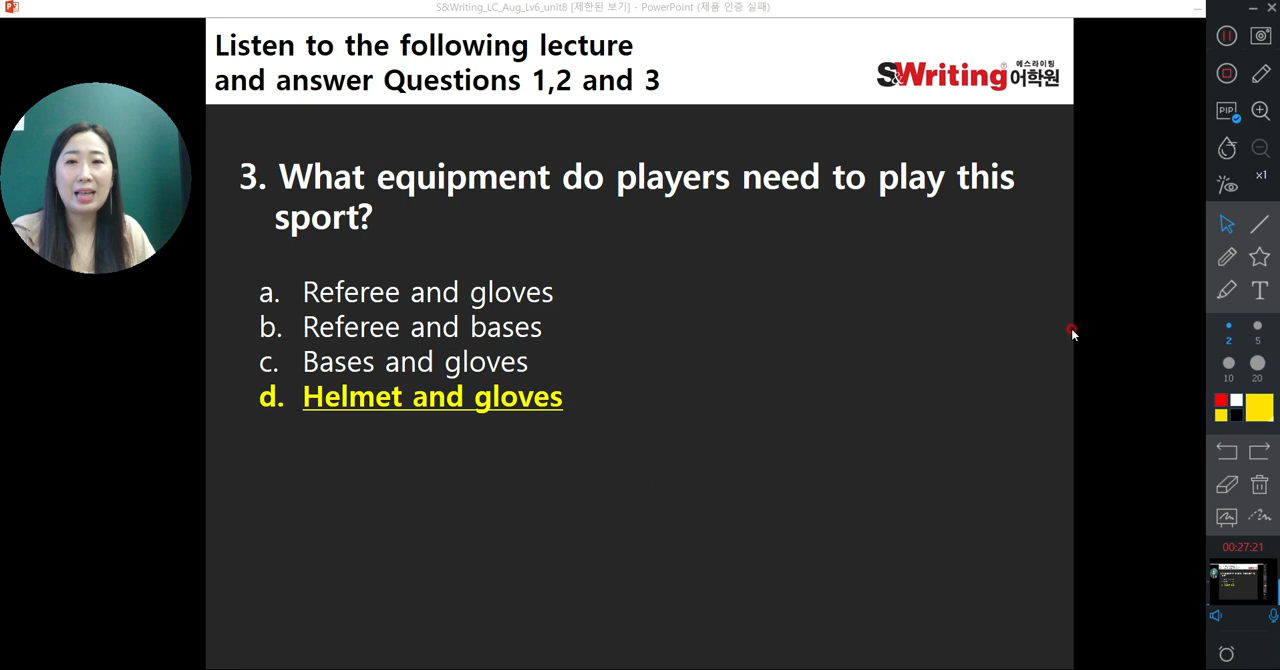 S&Writing_LC_Aug_Lv6_unit8 [제한된 보기] - PowerPoint (제품 인증 실패)
Listen to the following lecture
and answer Questions 1,2 and 3
S&Writing
에스라이팅
어학원
3. What equipment do players need to play this
sport?
a. Referee and gloves
b. Referee and bases
c. Bases and gloves
d. Helmet and gloves
PIP
x1
T
2
5
10
20
00:27:21